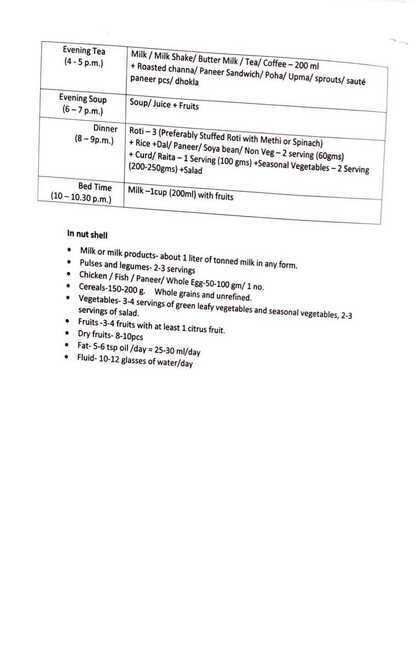 Evening Tea
(4 - 5 p.m.)
Milk / Milk Shake/ Butter Milk / Tea/ Coffee – 200 ml
+ Roasted channa/ Paneer Sandwich/ Poha/ Upma/ sprouts/ sauté
paneer pcs/ dhokla
Evening Soup
(6 – 7 p.m.)
Soup/ Juice + Fruits
Dinner
(8 – 9p.m.)
Roti – 3 (Preferably Stuffed Roti with Methi or Spinach)
+ Rice +Dal/ Paneer/ Soya bean/ Non Veg – 2 serving (60gms)
+ Curd/ Raita – 1 Serving (100 gms) +Seasonal Vegetables – 2 Serving
(200-250gms) +Salad
Bed Time
(10 – 10.30 p.m.)
Milk –1cup (200ml) with fruits
In nut shell
• Milk or milk products- about 1 liter of tonned milk in any form.
• Pulses and legumes- 2-3 servings
• Chicken / Fish / Paneer/ Whole Egg-50-100 gm/ 1 no.
• Cereals-150-200 g. Whole grains and unrefined.
• Vegetables- 3-4 servings of green leafy vegetables and seasonal vegetables, 2-3
servings of salad.
• Fruits -3-4 fruits with at least 1 citrus fruit.
• Dry fruits- 8-10pcs
• Fat- 5-6 tsp oil /day = 25-30 ml/day
• Fluid- 10-12 glasses of water/day